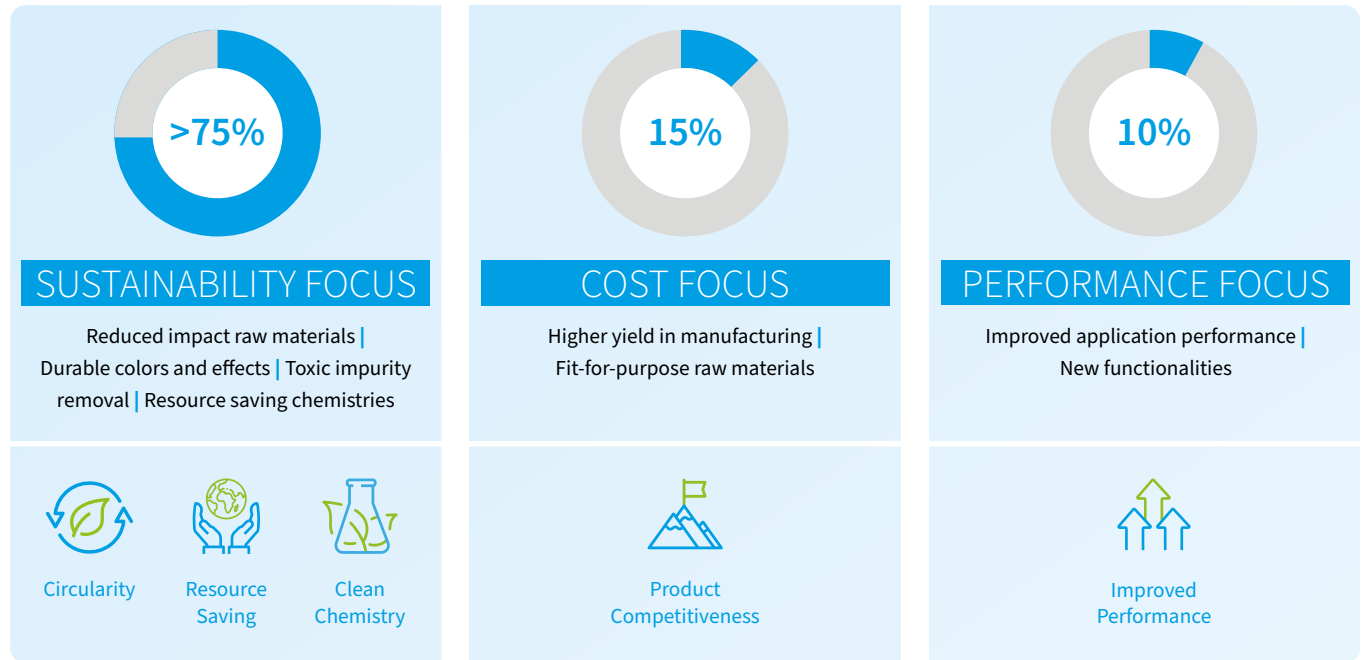 >75%
SUSTAINABILITY FOCUS
Reduced impact raw materials |
Durable colors and effects | Toxic impurity
removal | Resource saving chemistries
Circularity
Resource
Saving
Clean
Chemistry
15%
COST FOCUS
Higher yield in manufacturing |
Fit-for-purpose raw materials
Product
Competitiveness
10%
PERFORMANCE FOCUS
Improved application performance |
New functionalities
Improved
Performance